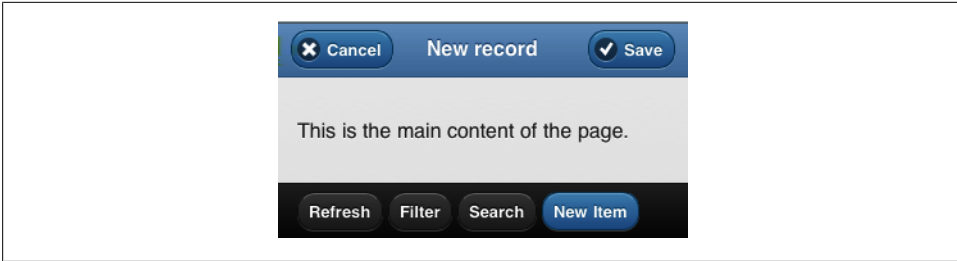 Cancel New record Save
This is the main content of the page.
Refresh Filter Search New Item